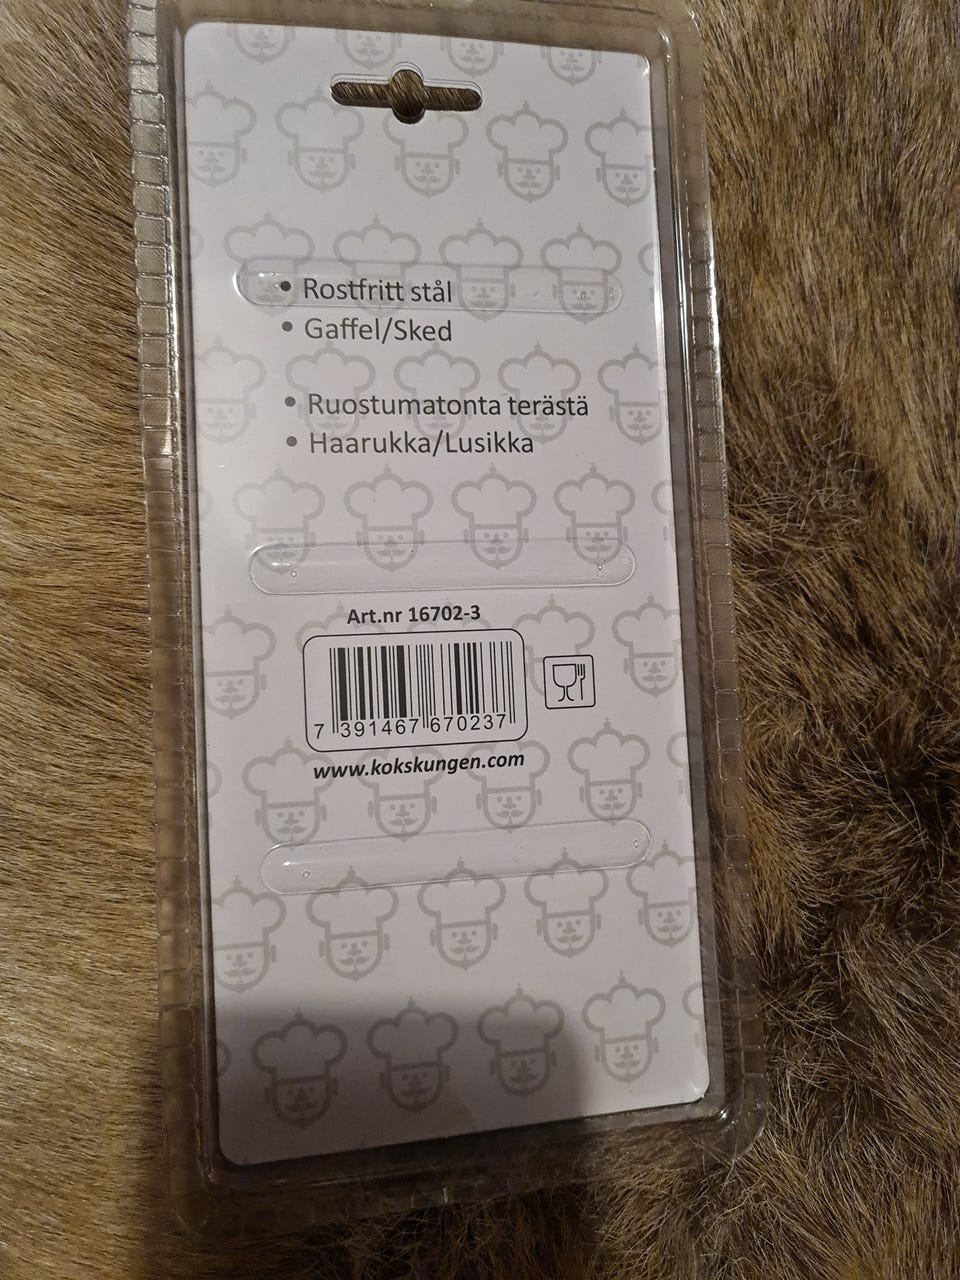 • Rostfritt stål
• Gaffel/Sked
• Ruostumatonta terästä
• Haarukka/Lusikka
Art.nr 16702-3
7 391467 670237
www.kokskungen.com